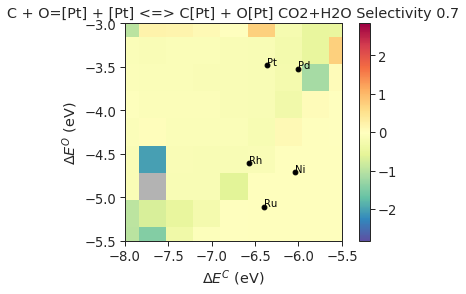 C + O=[Pt] + [Pt] <=> C[Pt] + O[Pt] CO2+H2O Selectivity 0.7
−3.0
−3.5
−4.0
−4.5
−5.0
−5.5
ΔE^O (eV)
Pt
Pd
Rh
Ni
Ru
−8.0 −7.5 −7.0 −6.5 −6.0 −5.5
ΔE^C (eV)
2
1
0
−1
−2